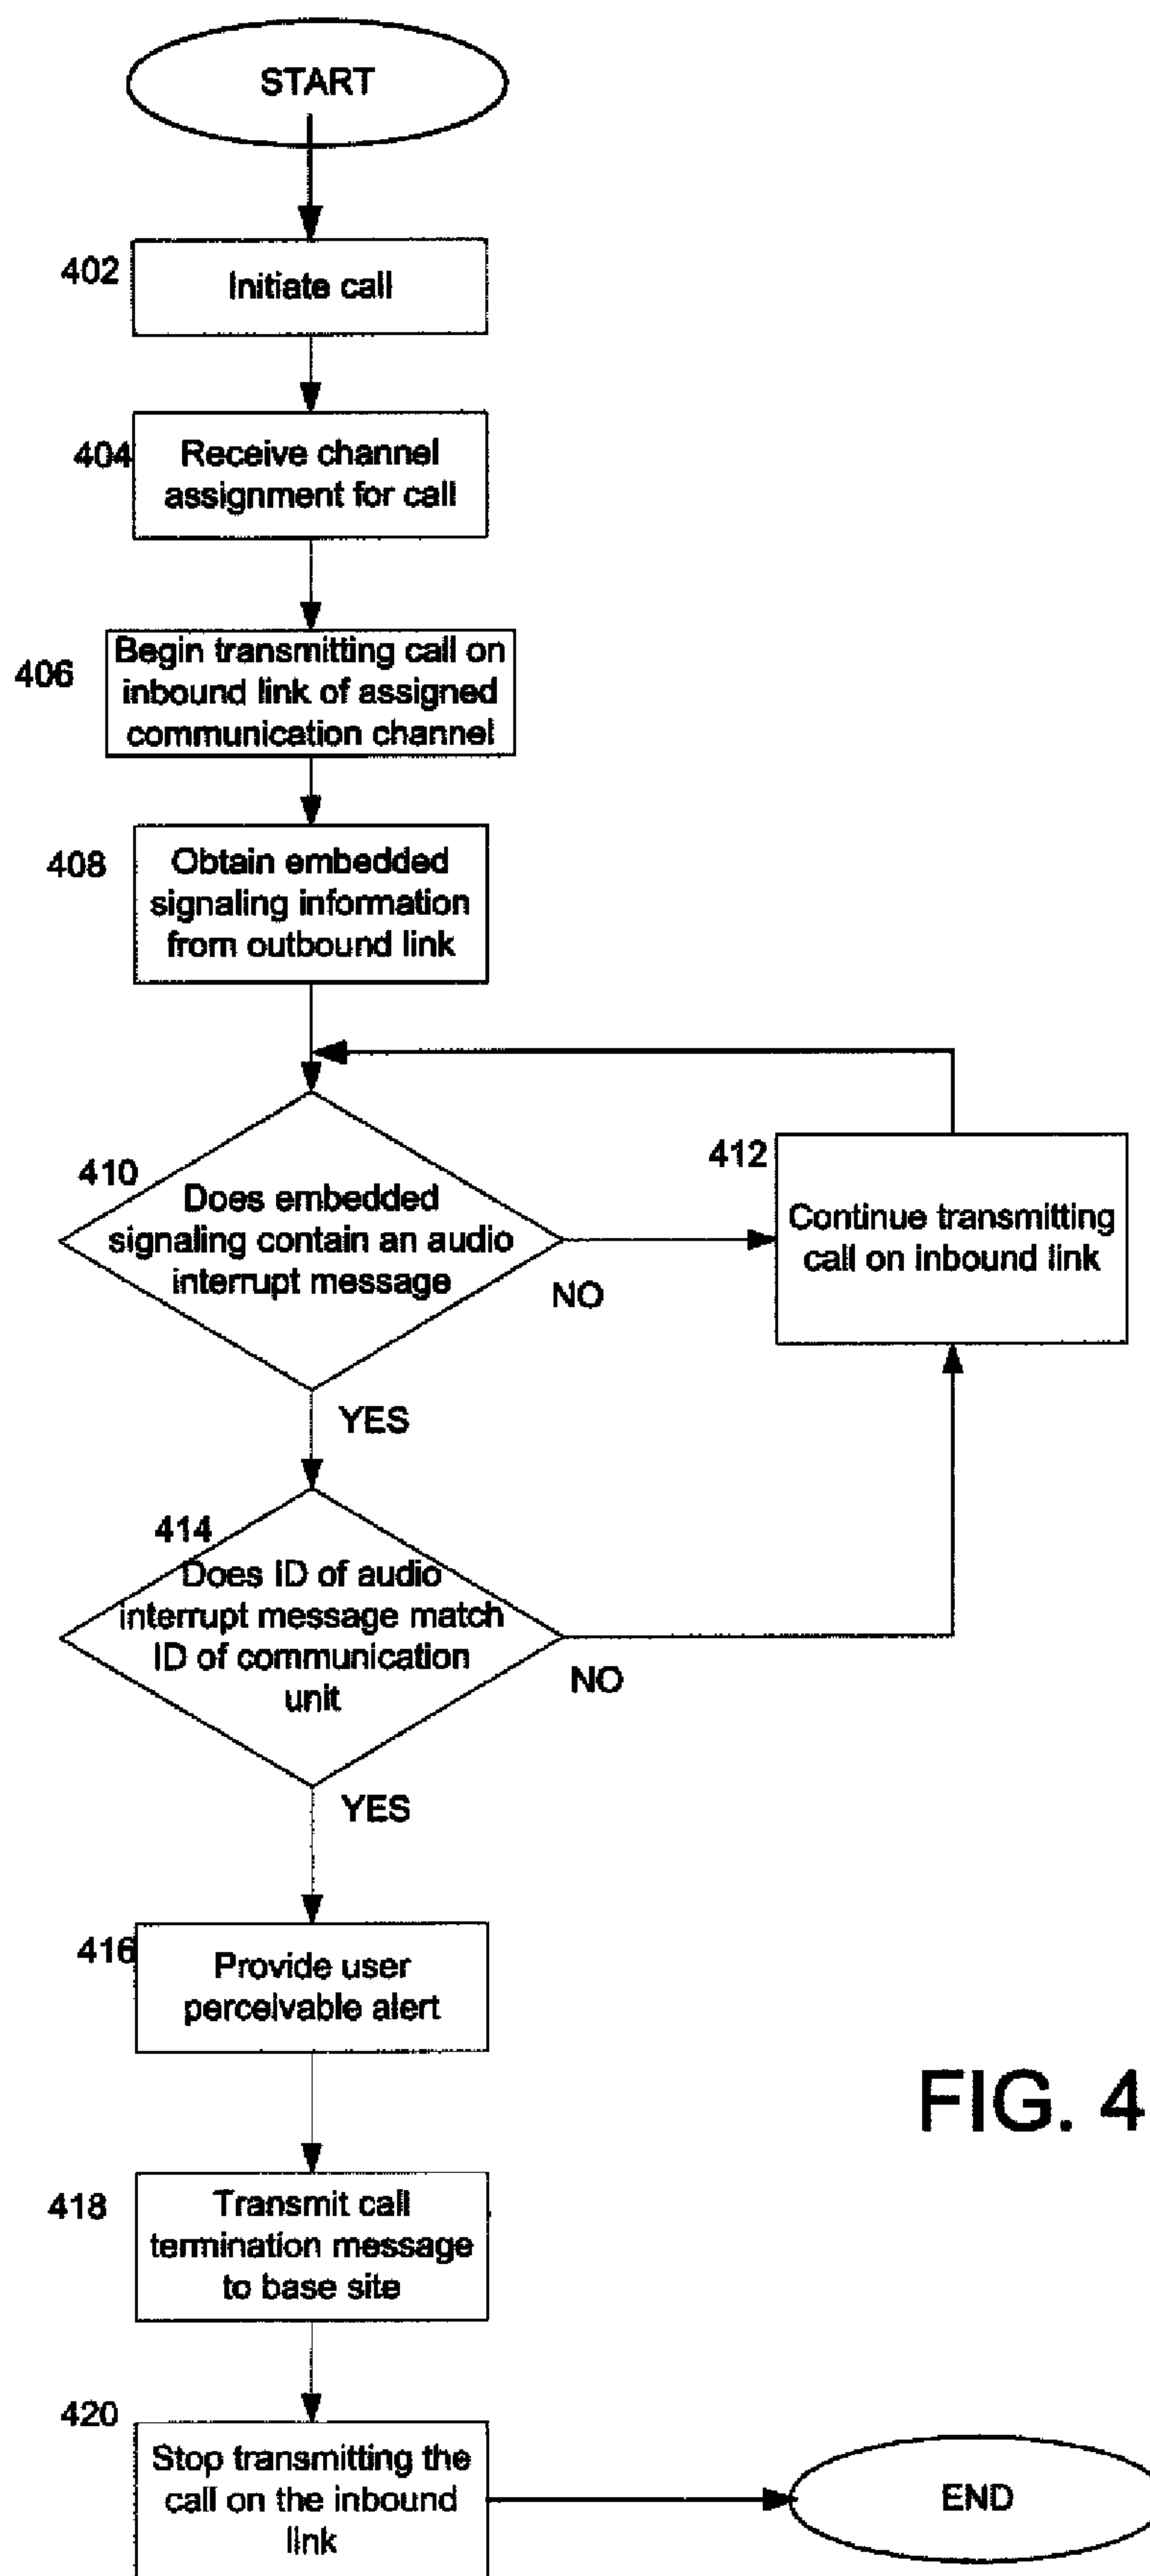 START
402
Initiate call
404
Receive channel
assignment for call
406
Begin transmitting call on
inbound link of assigned
communication channel
408
Obtain embedded
signaling information
from outbound link
410
Does embedded
signaling contain an audio
interrupt message
NO
412
Continue transmitting
call on inbound link
YES
414
Does ID of audio
interrupt message match
ID of communication
unit
NO
YES
416
Provide user
perceivable alert
FIG. 4
418
Transmit call
termination message
to base site
420
Stop transmitting the
call on the inbound
link
END